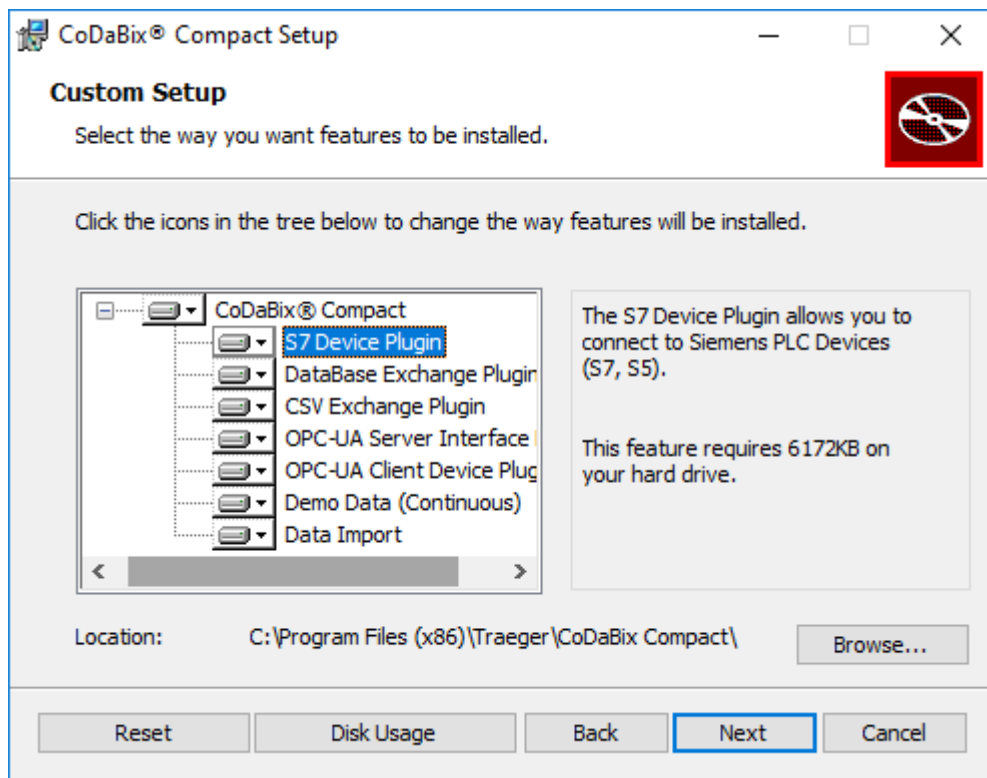 CoDaBix® Compact Setup
Custom Setup
Select the way you want features to be installed.
Click the icons in the tree below to change the way features will be installed.
CoDaBix® Compact
S7 Device Plugin
DataBase Exchange Plugin
CSV Exchange Plugin
OPC-UA Server Interface
OPC-UA Client Device Plug
Demo Data (Continuous)
Data Import
The S7 Device Plugin allows you to
connect to Siemens PLC Devices
(S7, S5).
This feature requires 6172KB on
your hard drive.
Location: C:\Program Files (x86)\Traeger\CoDaBix Compact\
Browse...
Reset Disk Usage Back Next Cancel